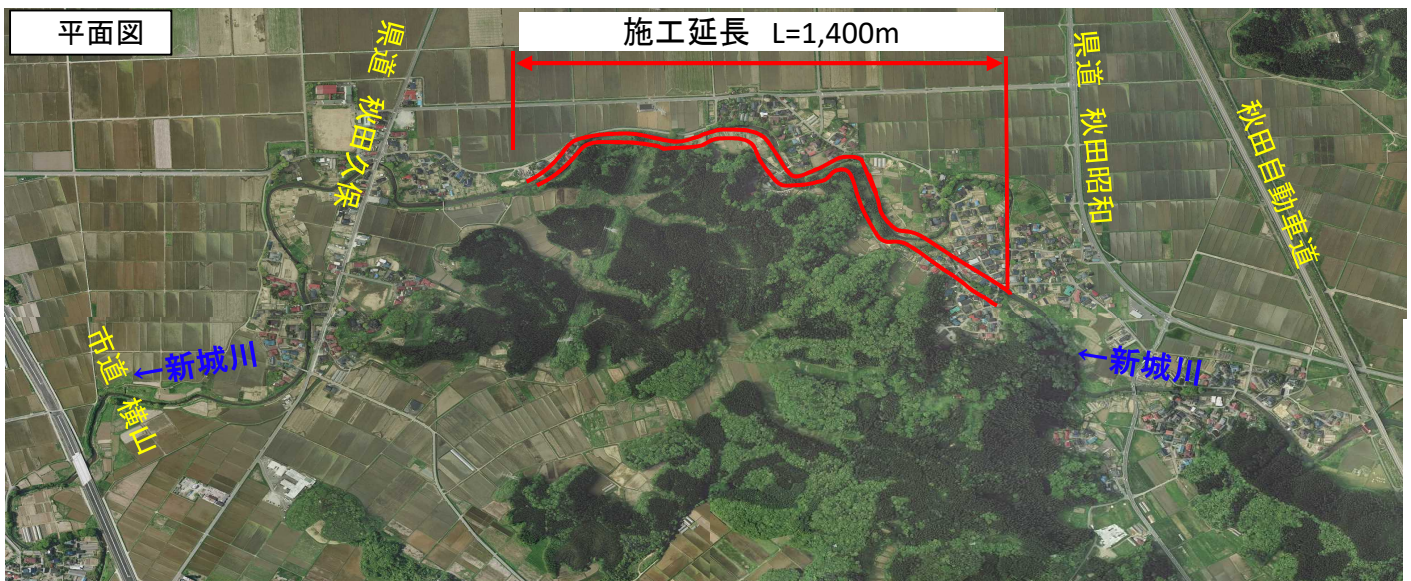 平面図
施工延長 L=1,400m
県道 秋田久保
県道 秋田昭和
秋田自動車道
市道 横山
←新城川
←新城川